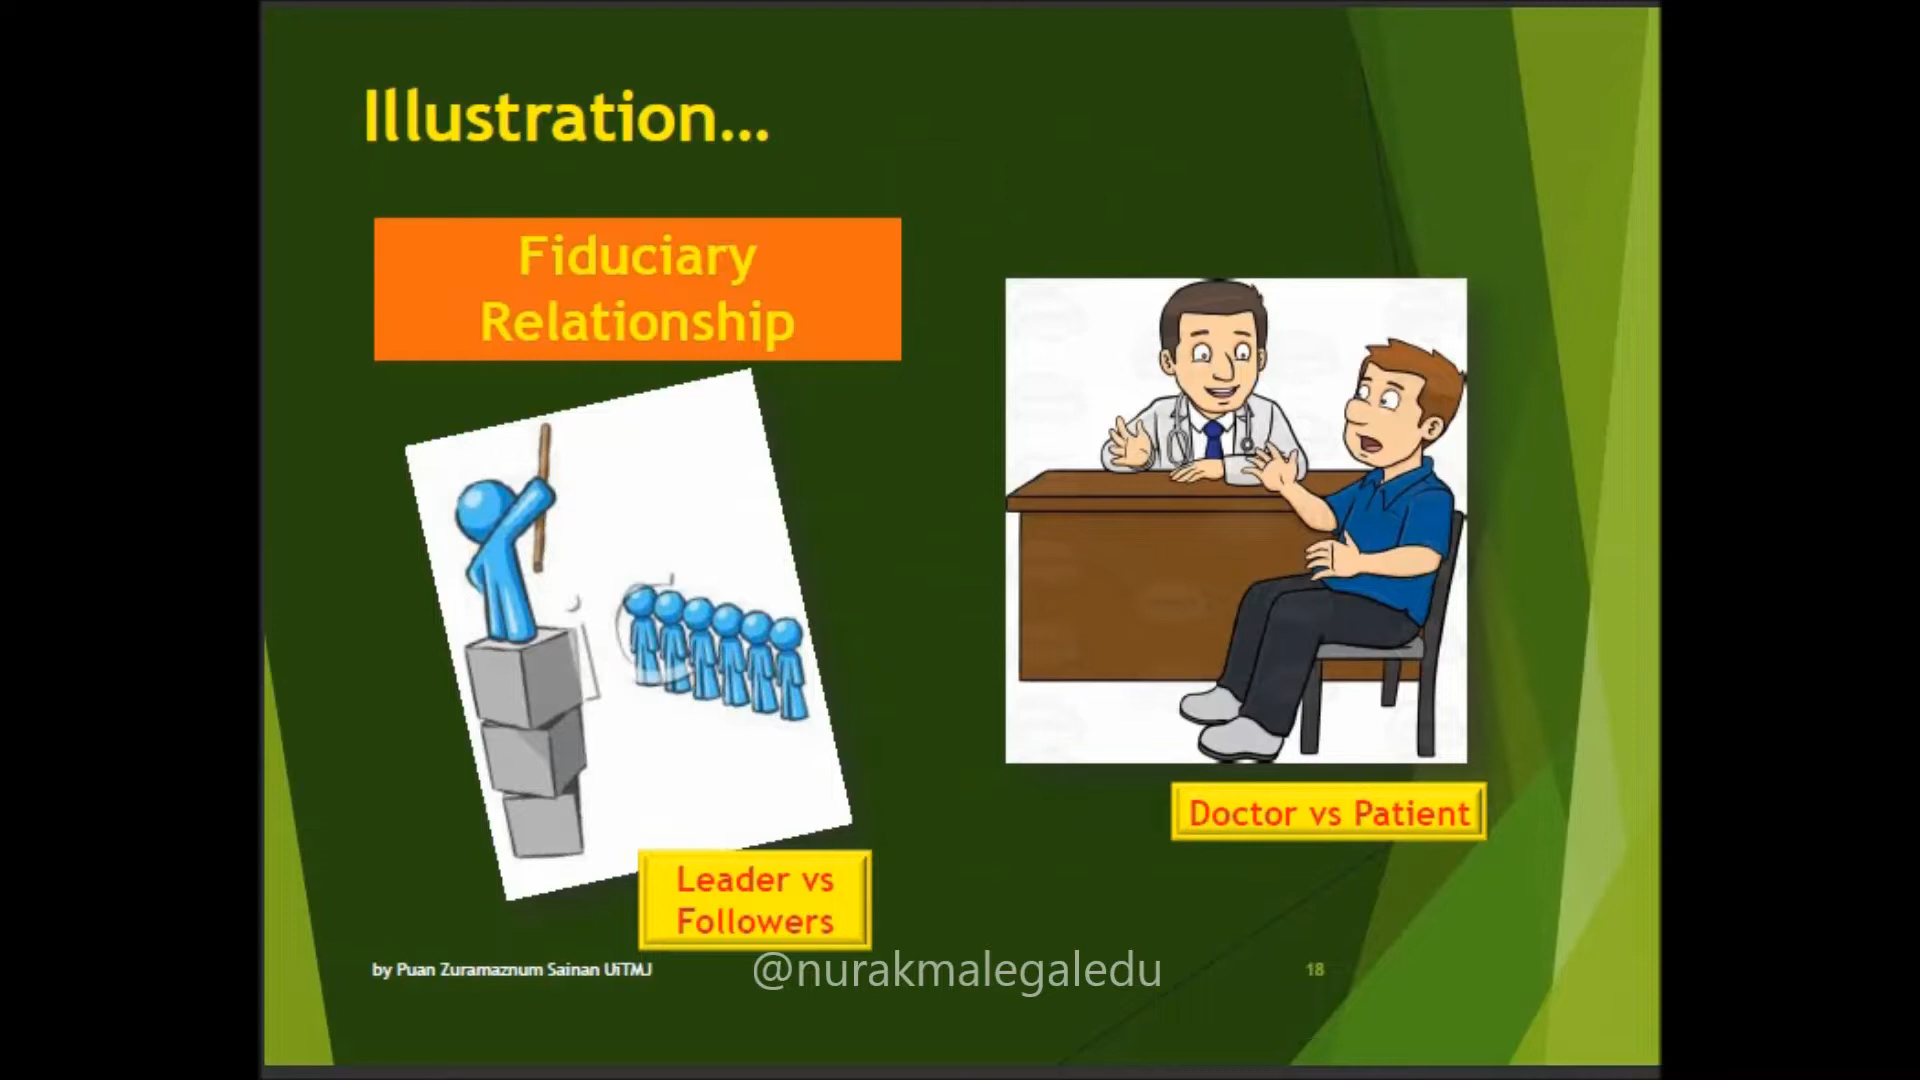 Illustration...
Fiduciary
Relationship
Doctor vs Patient
Leader vs
Followers
by Puan Zuramaznum Sainan UiTMJ
@nurakmalegaledu
18